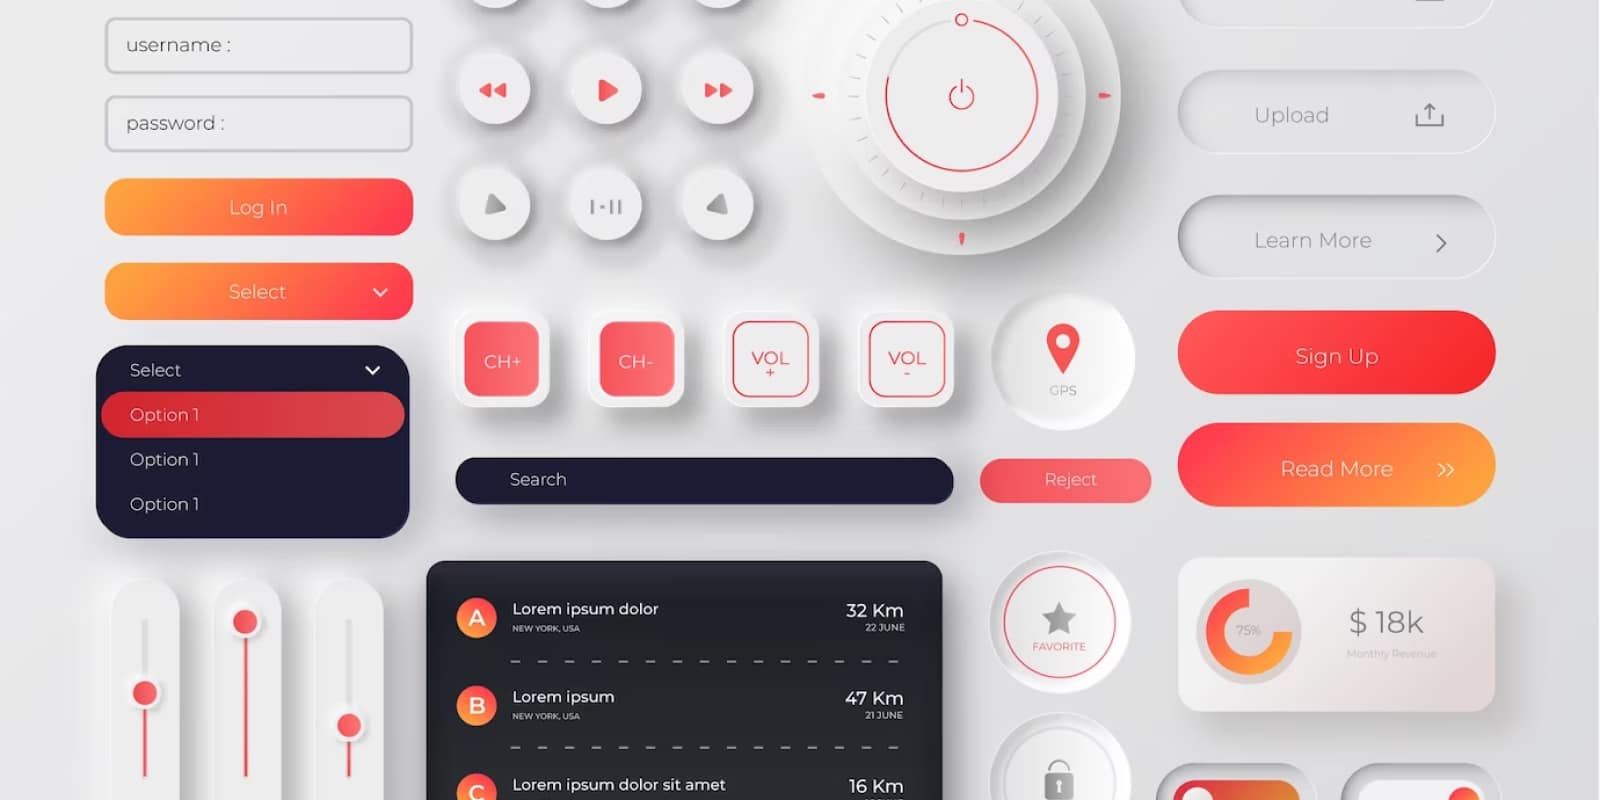 username :
password :
Log In
Select
Select
Option 1
Option 1
Option 1
CH+
CH-
VOL
+
VOL
-
GPS
Search
Reject
Upload
Learn More
Sign Up
Read More
A
Lorem ipsum dolor
NEW YORK, USA
32 Km
22 JUNE
B
Lorem ipsum
NEW YORK, USA
47 Km
21 JUNE
C
Lorem ipsum dolor sit amet
16 Km
FAVORITE
75%
$ 18k
Monthly Revenue